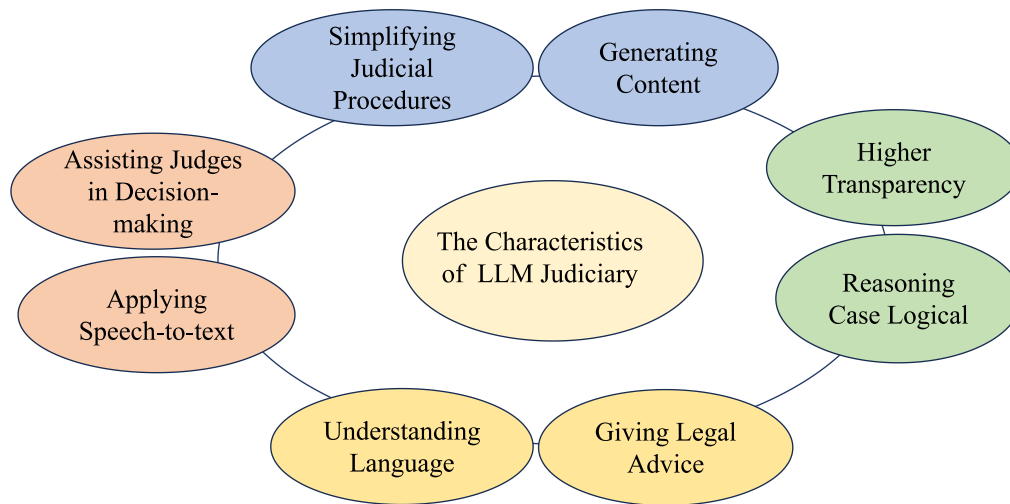 Simplifying
Judicial
Procedures
Generating
Content
Assisting Judges
in Decision-
making
Higher
Transparency
The Characteristics
of LLM Judiciary
Applying
Speech-to-text
Reasoning
Case Logical
Understanding
Language
Giving Legal
Advice